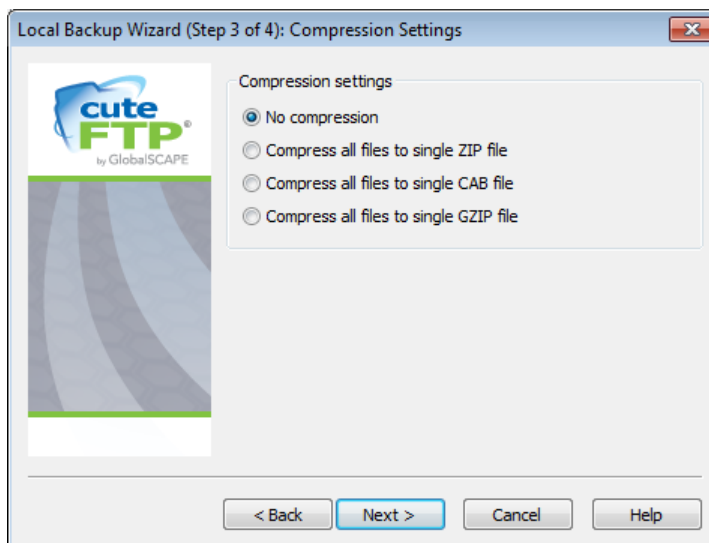 Local Backup Wizard (Step 3 of 4): Compression Settings
cute
FTP®
by GlobalSCAPE
Compression settings
No compression
Compress all files to single ZIP file
Compress all files to single CAB file
Compress all files to single GZIP file
< Back
Next >
Cancel
Help